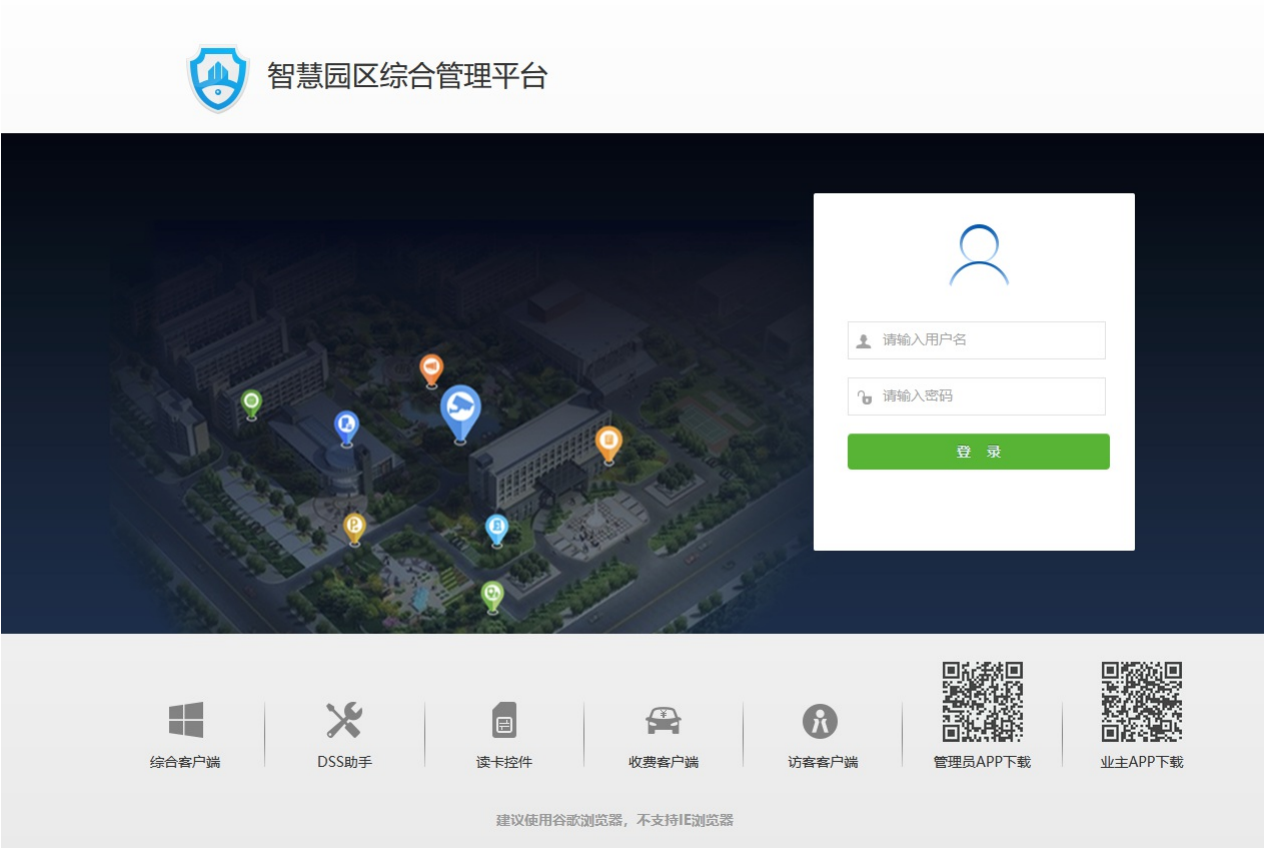 智慧园区综合管理平台
请输入用户名
请输入密码
登 录
综合客户端
DSS助手
读卡控件
收费客户端
访客客户端
管理员APP下载
业主APP下载
建议使用谷歌浏览器，不支持IE浏览器